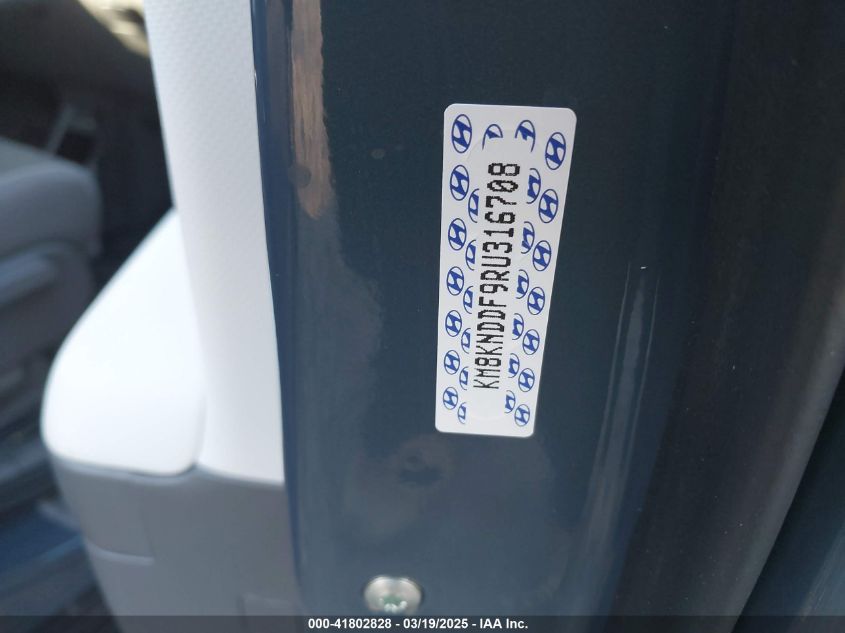 KM8KNDDF9RU316708
000-41802828 - 03/19/2025 - IAA Inc.